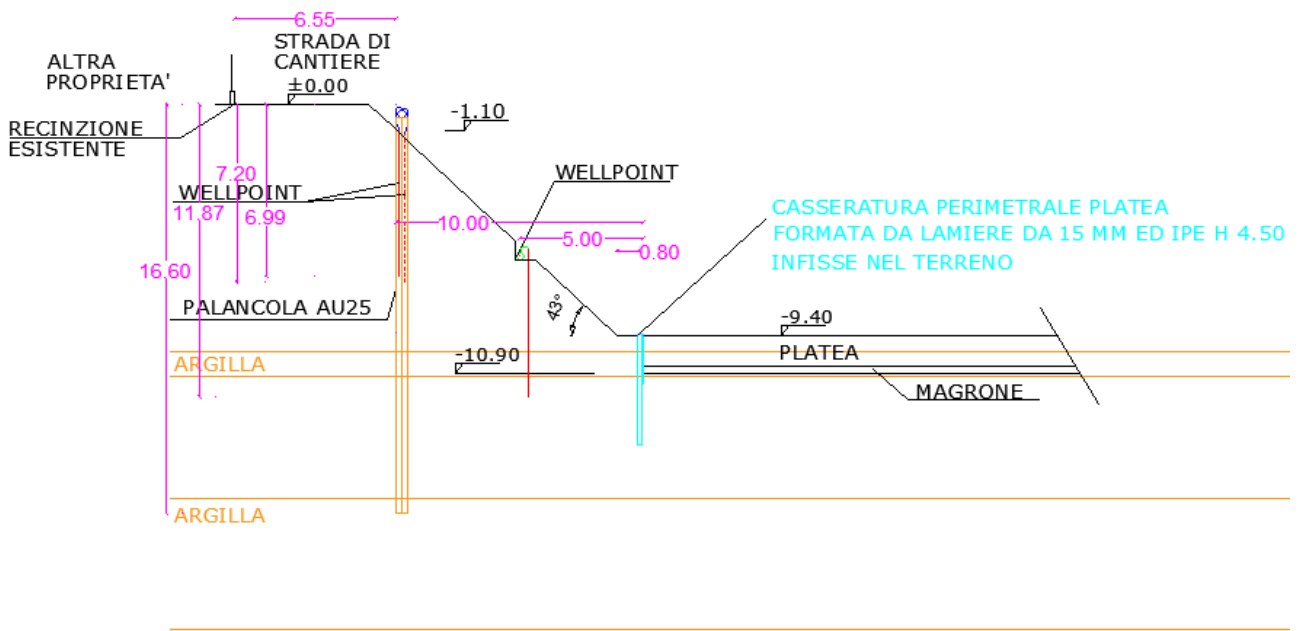 6.55
STRADA DI
CANTIERE
ALTRA
PROPRIETA'
±0.00
-1.10
RECINZIONE
ESISTENTE
7.20
WELLPOINT
WELLPOINT
11.87
6.99
10.00
5.00
0.80
CASSERATURA PERIMETRALE PLATEA
FORMATA DA LAMIERE DA 15 MM ED IPE H 4.50
INFISSE NEL TERRENO
16.60
PALANCOLA AU25
43°
-9.40
ARGILLA
-10.90
PLATEA
MAGRONE
ARGILLA